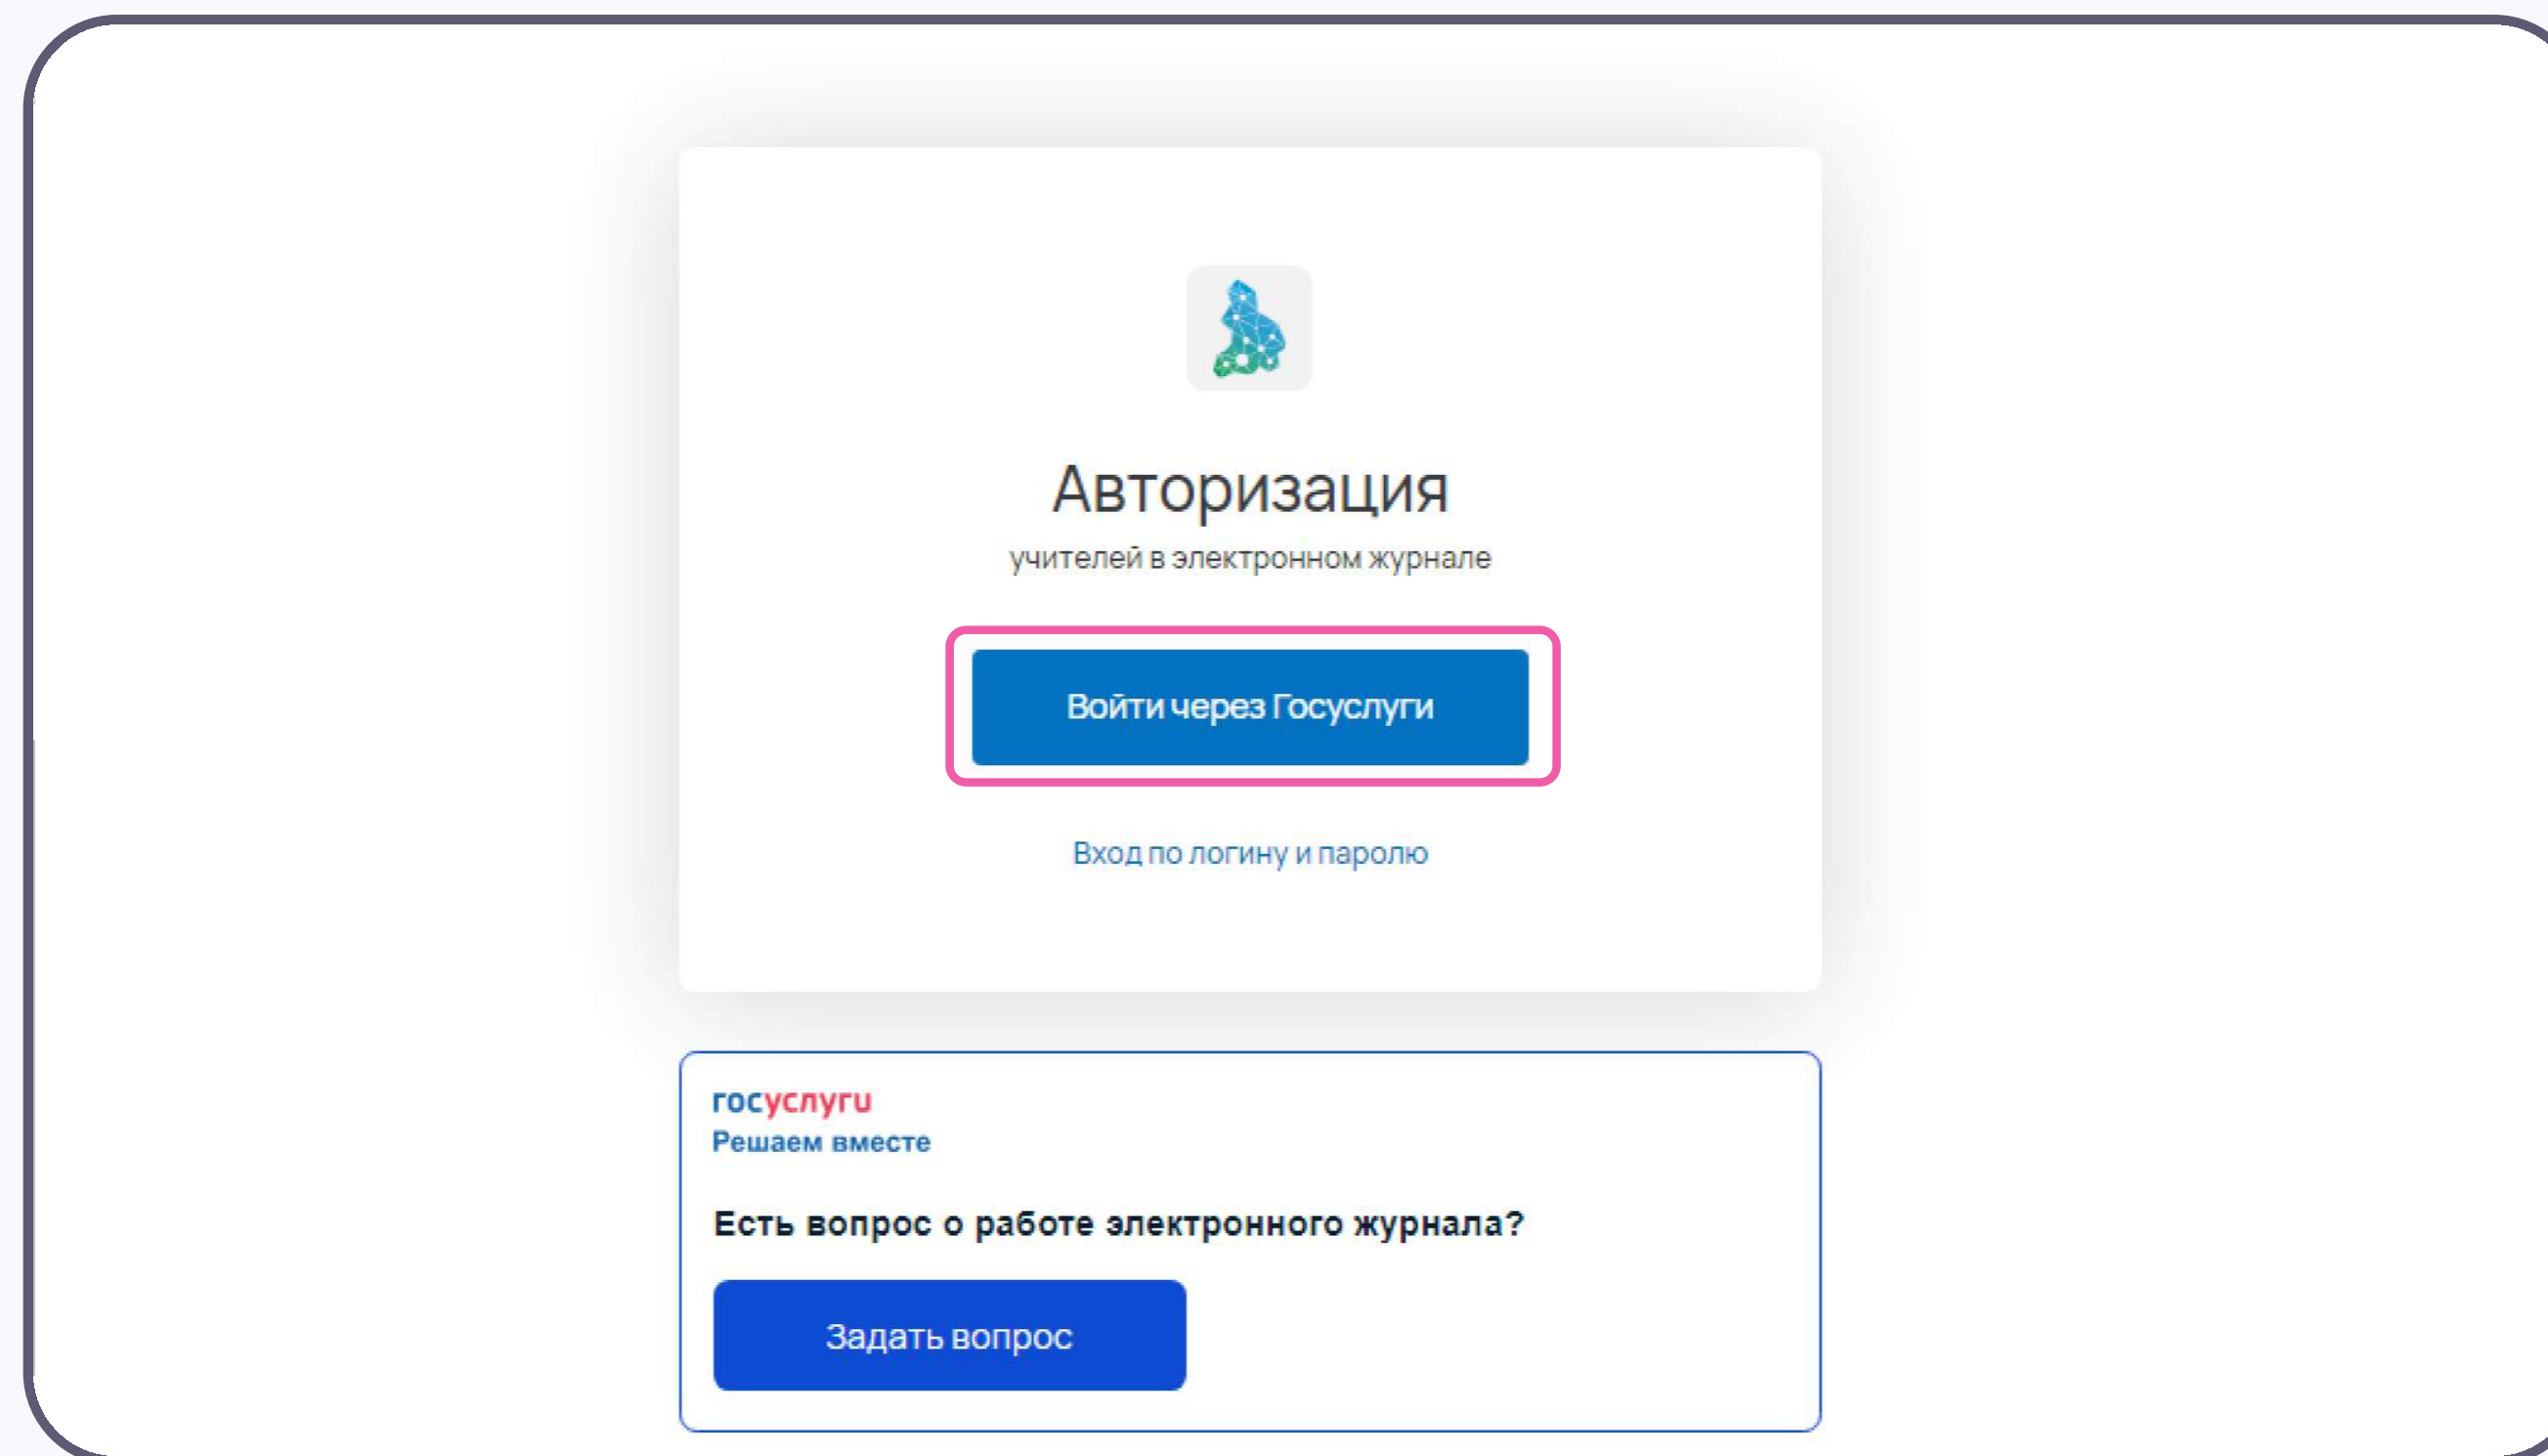 Авторизация
учителей в электронном журнале
Войти через Госуслуги
Вход по логину и паролю
госуслуги
Решаем вместе
Есть вопрос о работе электронного журнала?
Задать вопрос